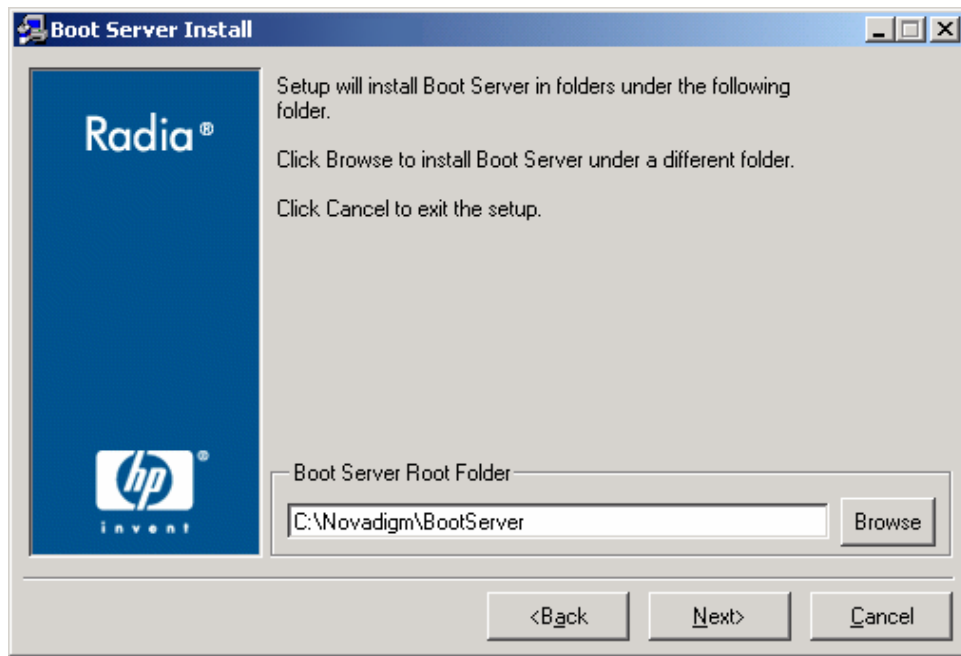 Boot Server Install
Radia®
Setup will install Boot Server in folders under the following
folder.
Click Browse to install Boot Server under a different folder.
Click Cancel to exit the setup.
hp®
invent
Boot Server Root Folder
C:\Novadigm\BootServer
Browse
<Back
Next>
Cancel